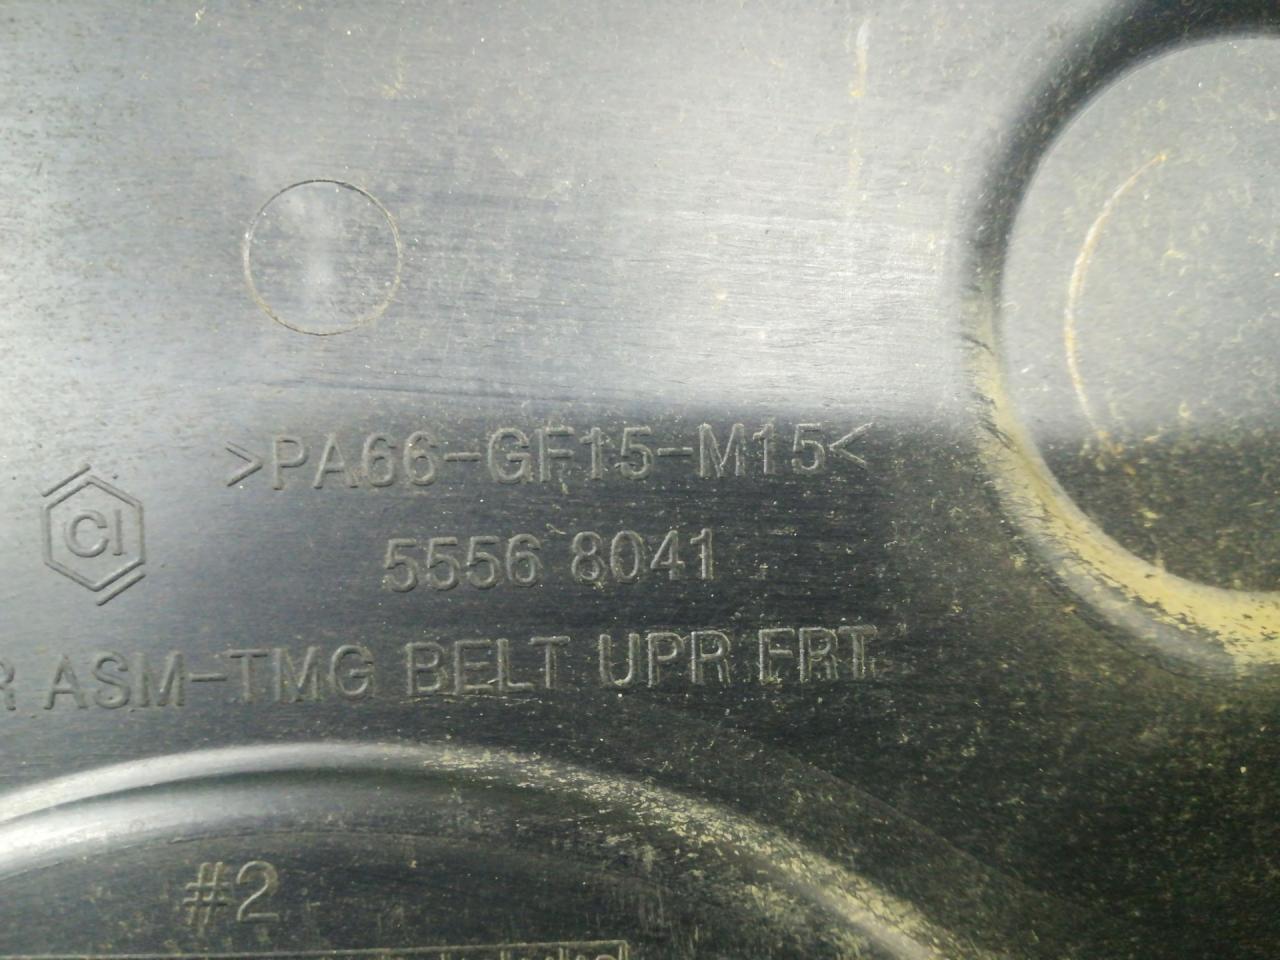 >PA66-GF15-M15<
CI
5556 8041
R ASM-TMG BELT UPR FRT
#2